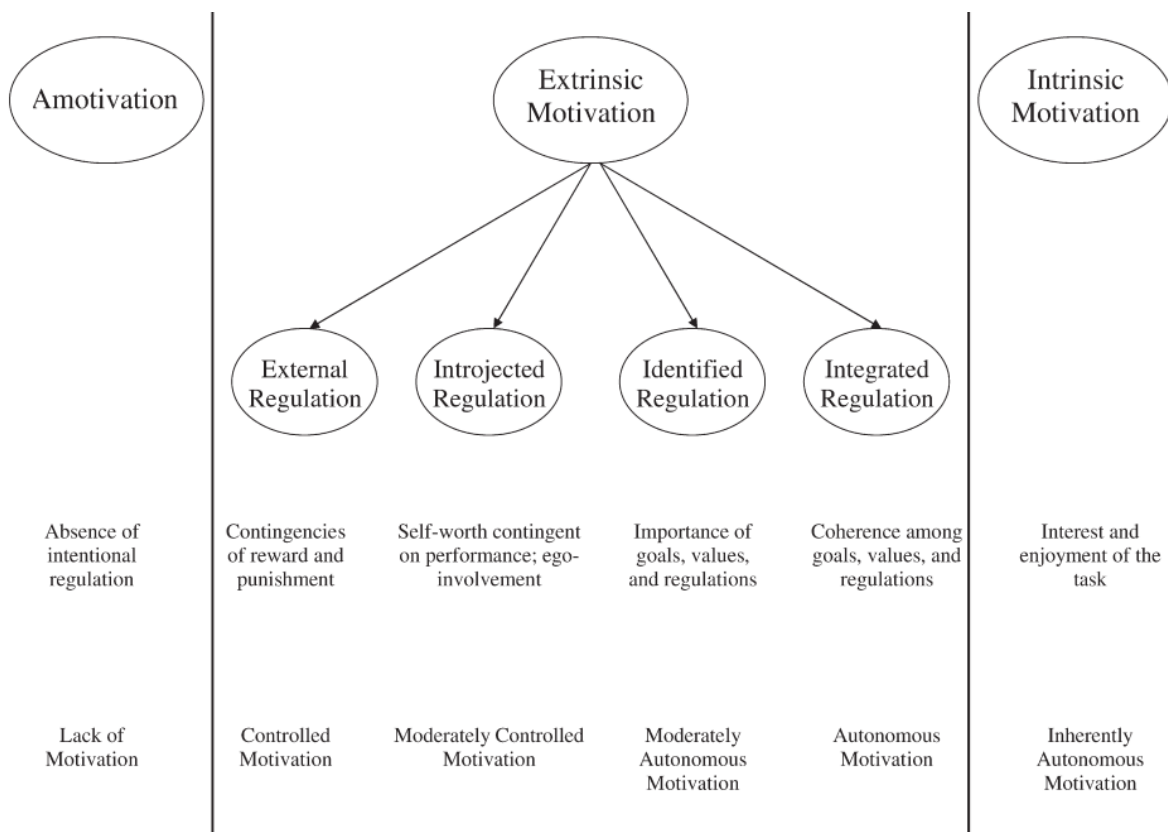 Amotivation
Extrinsic
Motivation
Intrinsic
Motivation
External
Regulation
Introjected
Regulation
Identified
Regulation
Integrated
Regulation
Absence of
intentional
regulation
Contingencies
of reward and
punishment
Self-worth contingent
on performance; ego-
involvement
Importance of
goals, values,
and regulations
Coherence among
goals, values, and
regulations
Interest and
enjoyment of the
task
Lack of
Motivation
Controlled
Motivation
Moderately Controlled
Motivation
Moderately
Autonomous
Motivation
Autonomous
Motivation
Inherently
Autonomous
Motivation